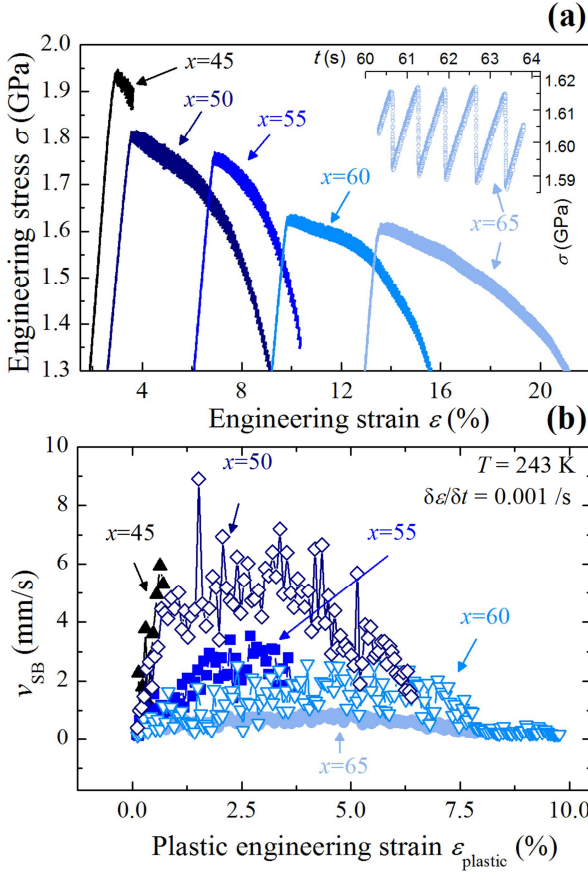 (a)
t (s)
60 61 62 63 64
2.0
1.9
1.8
1.7
1.6
1.5
1.4
1.3
Engineering stress σ (GPa)
x=45
x=50
x=55
x=60
x=65
1.62
1.61
1.60
1.59
σ (GPa)
4 8 12 16 20
Engineering strain ε (%)
(b)
10
8
6
4
2
0
v_SB (mm/s)
x=50
T = 243 K
δε/δt = 0.001 /s
x=45
x=55
x=60
x=65
0.0 2.5 5.0 7.5 10.0
Plastic engineering strain ε_plastic (%)